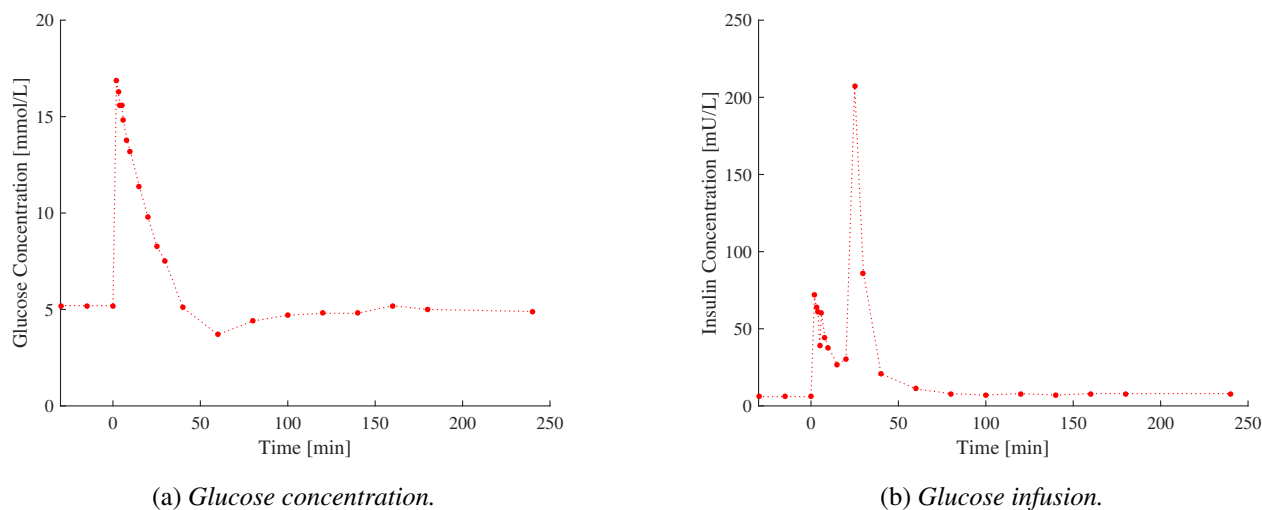 20
15
10
5
0
Glucose Concentration [mmol/L]
0 50 100 150 200 250
Time [min]
(a) Glucose concentration.
250
200
150
100
50
0
Insulin Concentration [mU/L]
0 50 100 150 200 250
Time [min]
(b) Glucose infusion.